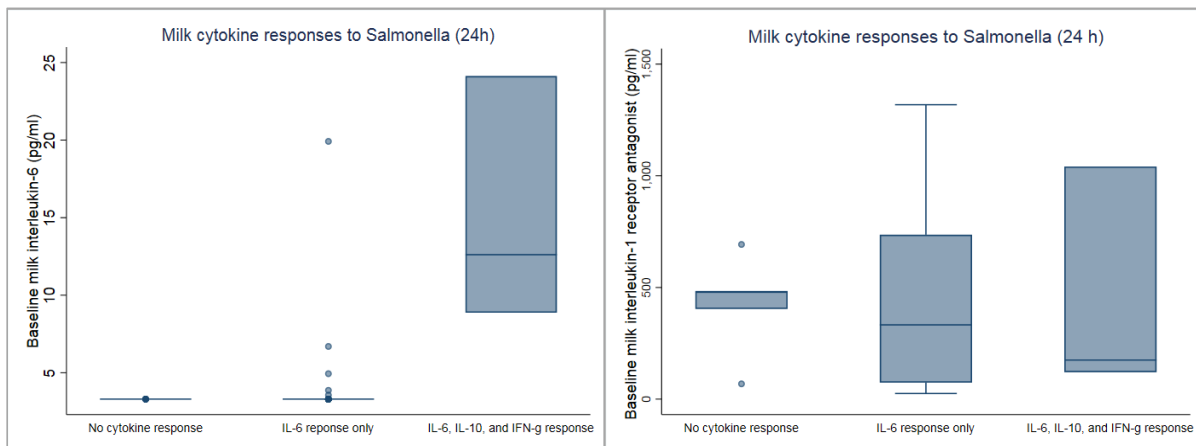 Milk cytokine responses to Salmonella (24h)
Baseline milk interleukin-6 (pg/ml)
25
20
15
10
5
No cytokine response
IL-6 reponse only
IL-6, IL-10, and IFN-g response
Milk cytokine responses to Salmonella (24 h)
Baseline milk interleukin-1 receptor antagonist (pg/ml)
1,500
1,000
500
0
No cytokine response
IL-6 response only
IL-6, IL-10, and IFN-g response